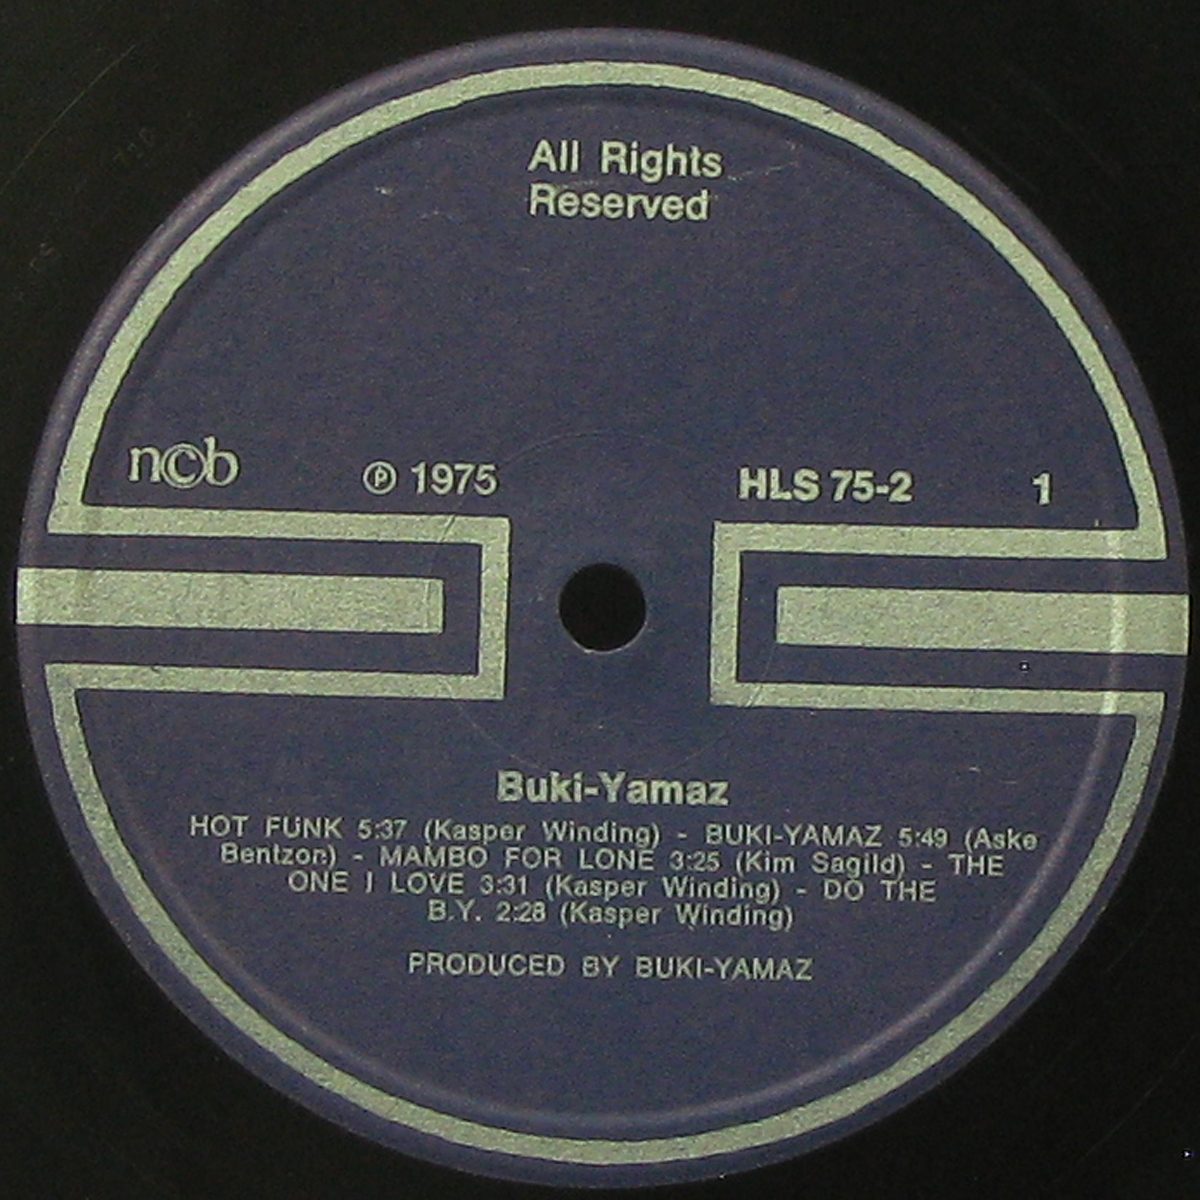 All Rights
Reserved
n©b
℗ 1975
HLS 75-2
1
Buki-Yamaz
HOT FUNK 5:37 (Kasper Winding) - BUKI-YAMAZ 5:49 (Aske
Bentzon) - MAMBO FOR LONE 3:25 (Kim Sagild) - THE
ONE I LOVE 3:31 (Kasper Winding) - DO THE
B.Y. 2:28 (Kasper Winding)
PRODUCED BY BUKI-YAMAZ